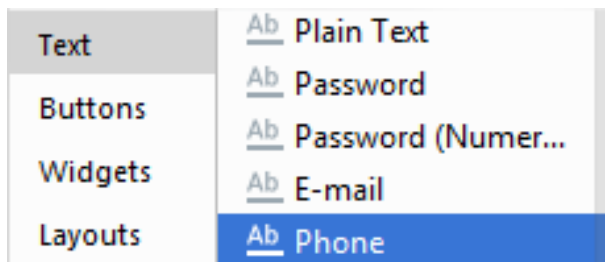 Text
Buttons
Widgets
Layouts
Ab Plain Text
Ab Password
Ab Password (Numer...
Ab E-mail
Ab Phone